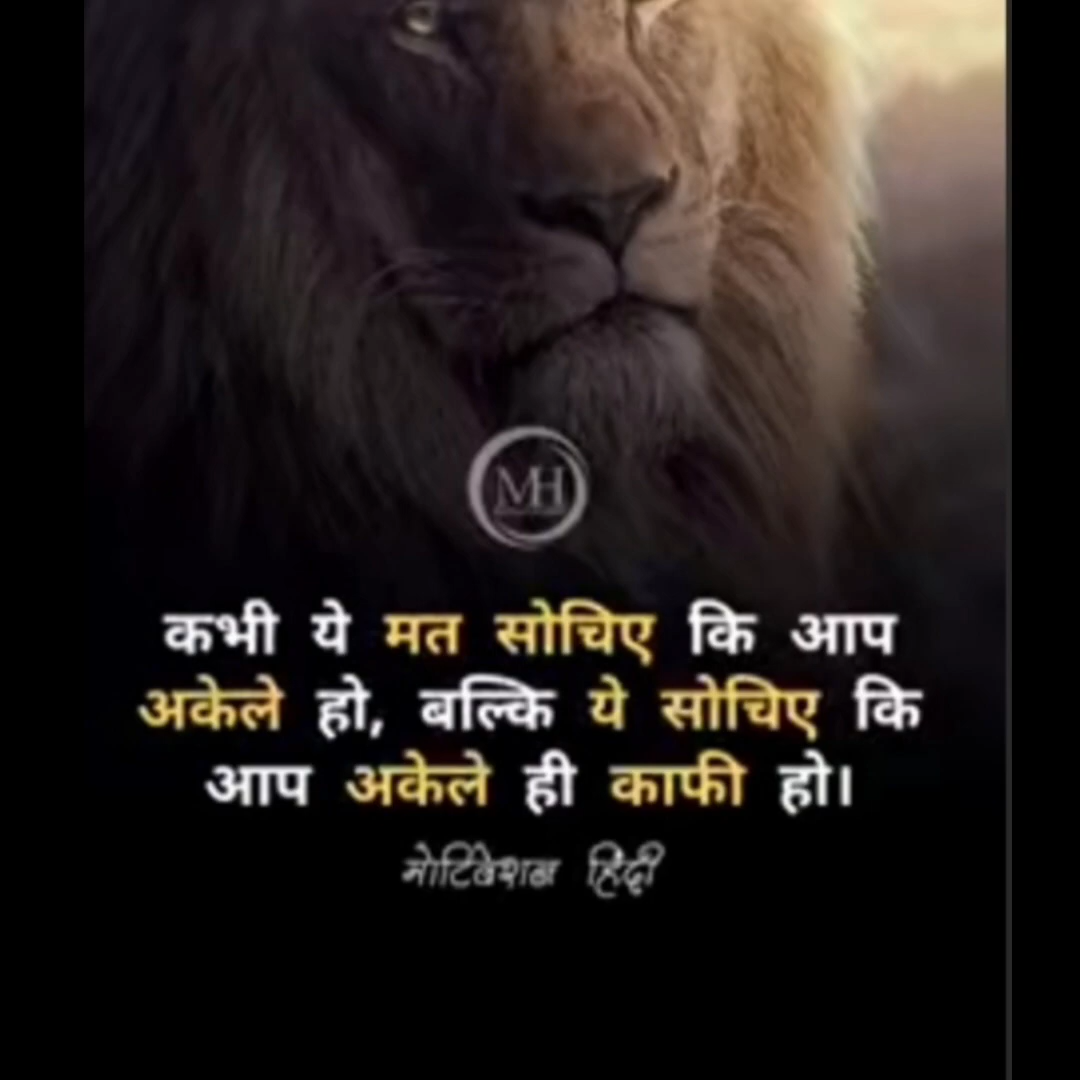 MH
कभी ये मत सोचिए कि आप
अकेले हो, बल्कि ये सोचिए कि
आप अकेले ही काफी हो।
मोटिवेशन हिंदी